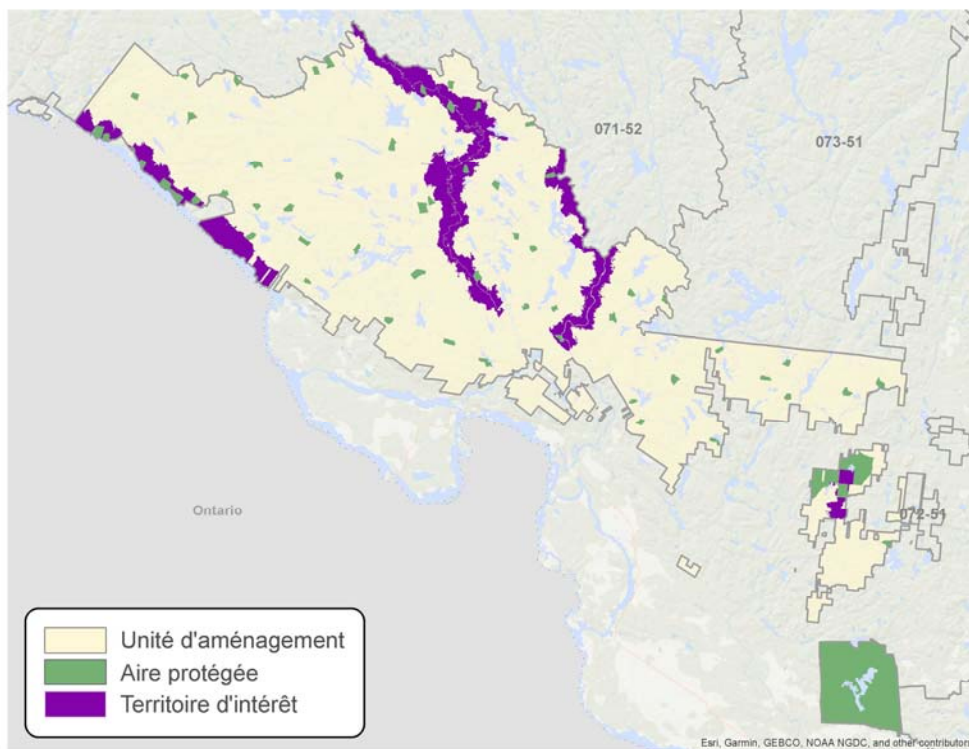 071-52
073-51
Ontario
072-51
Unité d'aménagement
Aire protégée
Territoire d'intérêt
Esri, Garmin, GEBCO, NOAA NGDC, and other contributors